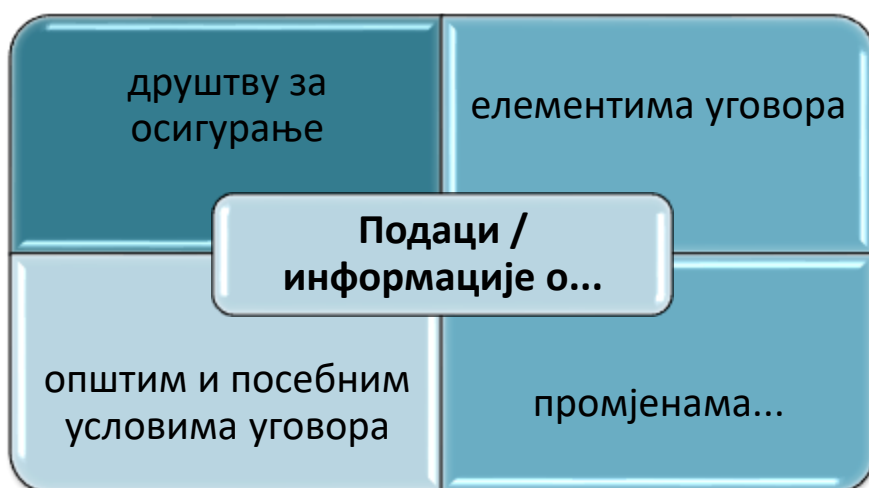 друштву за
осигурање
елементима уговора
Подаци /
информације о...
општим и посебним
условима уговора
промјенама...